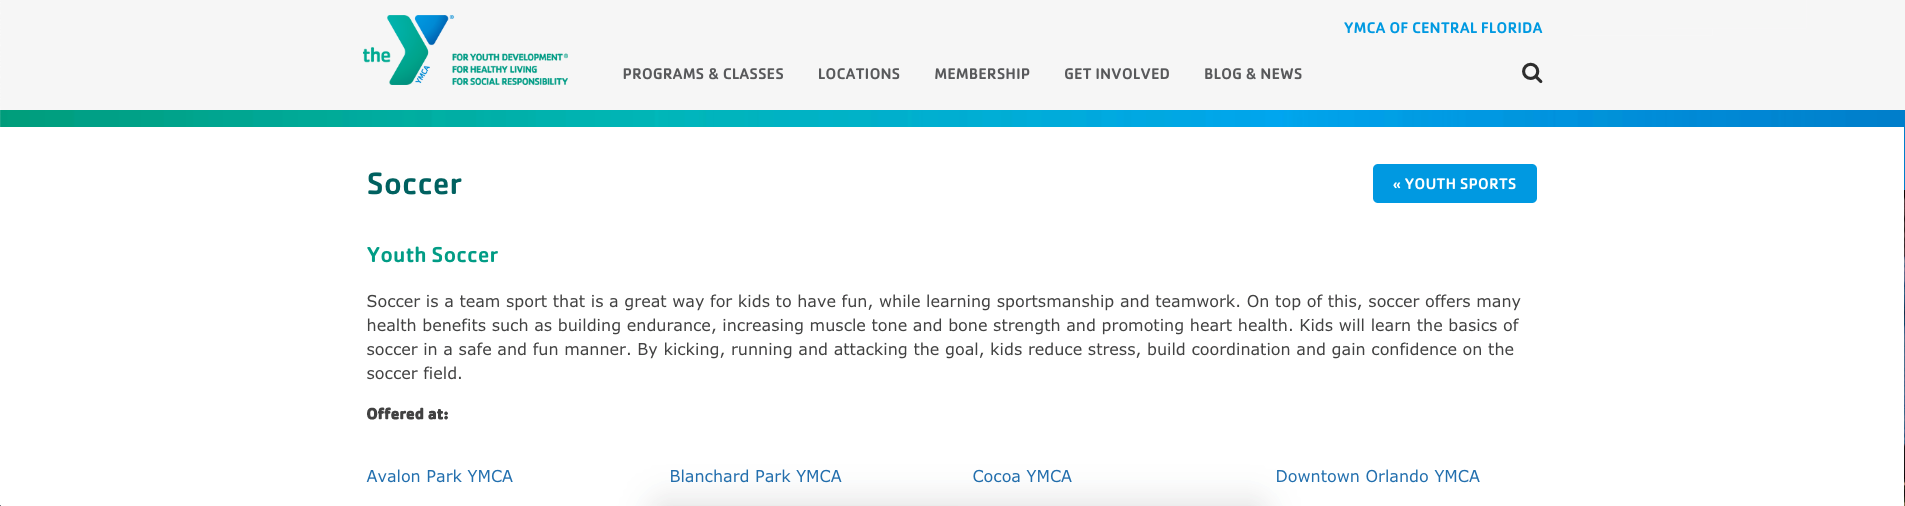 the
YMCA
FOR YOUTH DEVELOPMENT®
FOR HEALTHY LIVING
FOR SOCIAL RESPONSIBILITY
YMCA OF CENTRAL FLORIDA
PROGRAMS & CLASSES LOCATIONS MEMBERSHIP GET INVOLVED BLOG & NEWS
Soccer
« YOUTH SPORTS
Youth Soccer
Soccer is a team sport that is a great way for kids to have fun, while learning sportsmanship and teamwork. On top of this, soccer offers many
health benefits such as building endurance, increasing muscle tone and bone strength and promoting heart health. Kids will learn the basics of
soccer in a safe and fun manner. By kicking, running and attacking the goal, kids reduce stress, build coordination and gain confidence on the
soccer field.
Offered at:
Avalon Park YMCA Blanchard Park YMCA Cocoa YMCA Downtown Orlando YMCA